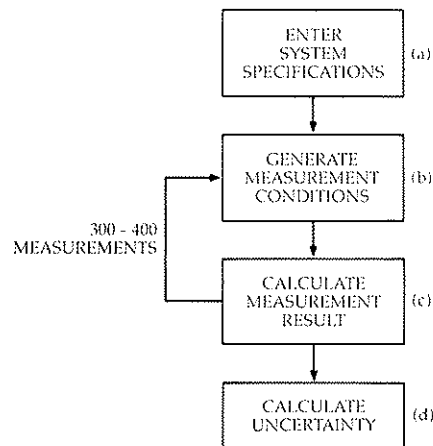 ENTER
SYSTEM
SPECIFICATIONS
(a)
GENERATE
MEASUREMENT
CONDITIONS
(b)
300 - 400
MEASUREMENTS
CALCULATE
MEASUREMENT
RESULT
(c)
CALCULATE
UNCERTAINTY
(d)